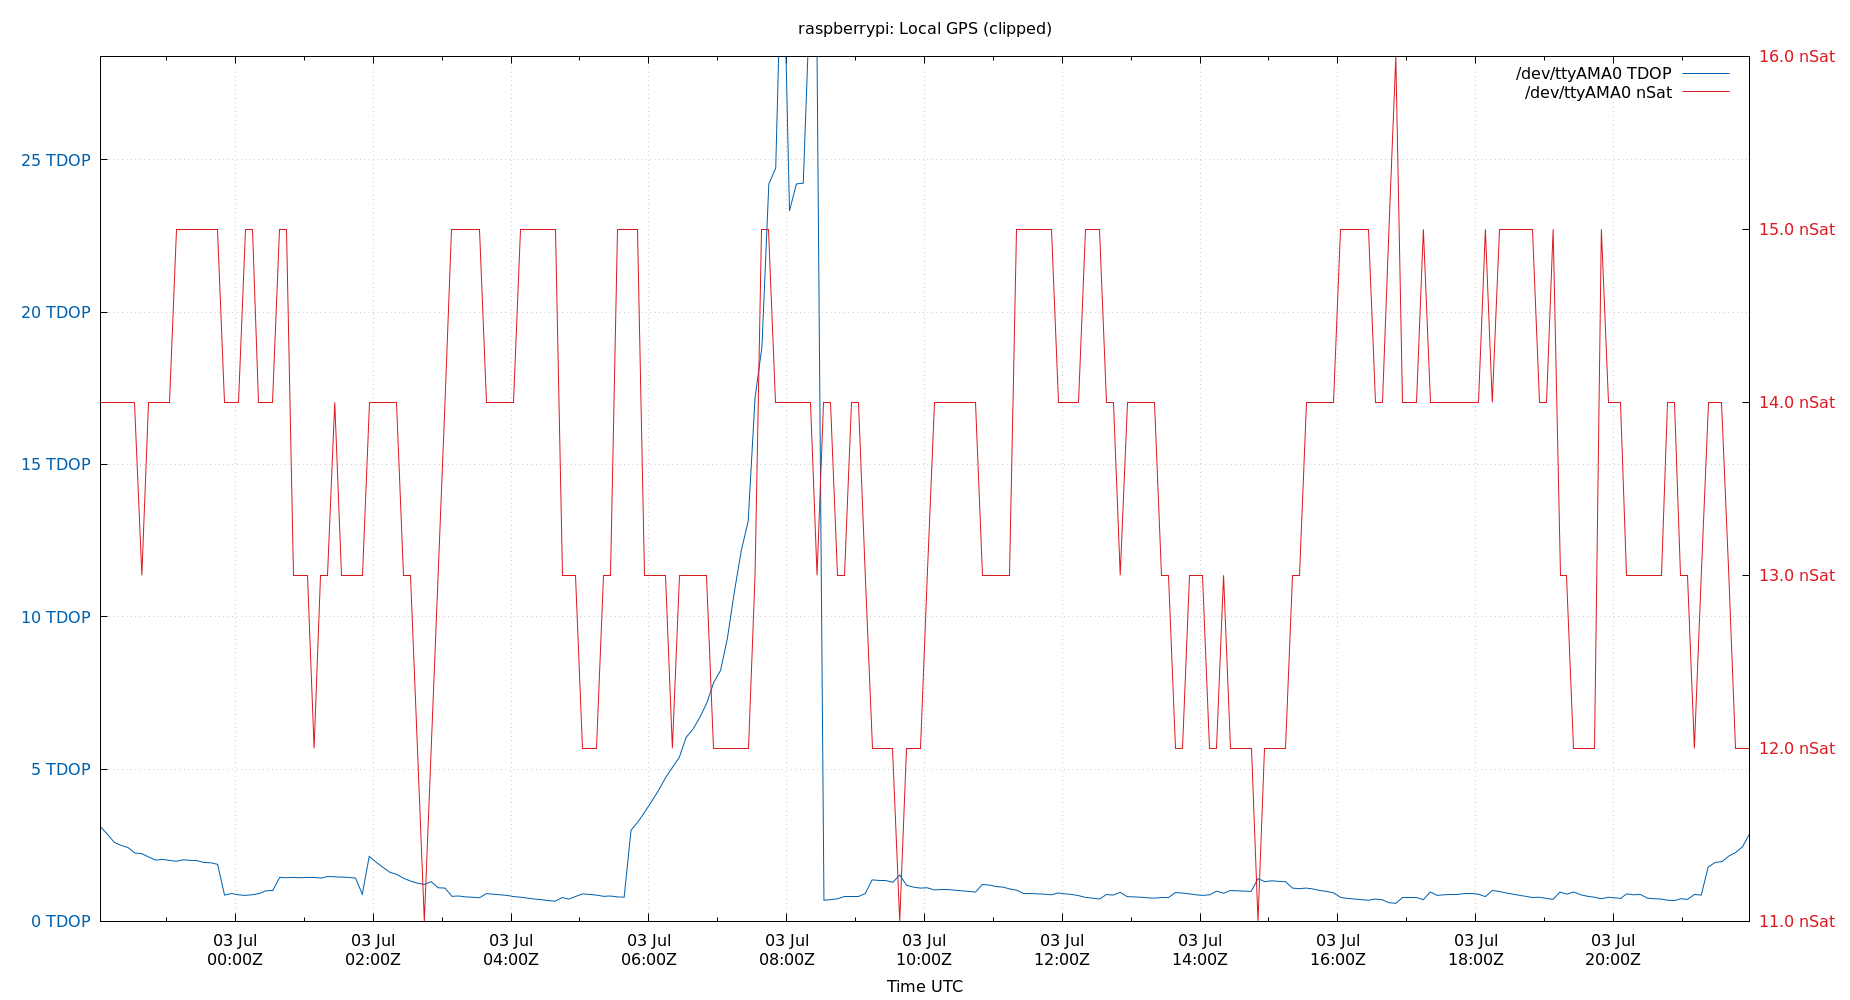 raspberrypi: Local GPS (clipped)
16.0 nSat
/dev/ttyAMA0 TDOP
/dev/ttyAMA0 nSat
25 TDOP
15.0 nSat
20 TDOP
14.0 nSat
15 TDOP
13.0 nSat
10 TDOP
12.0 nSat
5 TDOP
0 TDOP
11.0 nSat
03 Jul 03 Jul 03 Jul 03 Jul 03 Jul 03 Jul 03 Jul 03 Jul 03 Jul 03 Jul 03 Jul
00:00Z 02:00Z 04:00Z 06:00Z 08:00Z 10:00Z 12:00Z 14:00Z 16:00Z 18:00Z 20:00Z
Time UTC